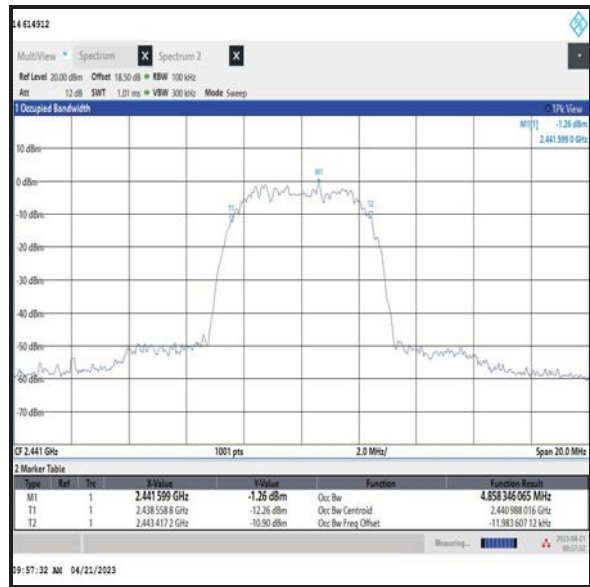 14 614912
MultiView Spectrum X Spectrum 2 X
Ref Level 20.00 dBm Offset 18.50 dB RBW 100 kHz
Att 12 dB SWT 1.01 ms VBW 300 kHz Mode Sweep
1 Occupied Bandwidth 1Pk View
M1[1] -1.26 dBm
2.441 599 0 GHz
10 dBm
M1
0 dBm
T1 T2
-10 dBm
-20 dBm
-30 dBm
-40 dBm
-50 dBm
-60 dBm
-70 dBm
CF 2.441 GHz 1001 pts 2.0 MHz/ Span 20.0 MHz
2 Marker Table
Type Ref Trc X-Value Y-Value Function Function Result
M1 1 2.441 599 GHz -1.26 dBm Occ Bw 4.858 346 065 MHz
T1 1 2.438 558 8 GHz -12.26 dBm Occ Bw Centroid 2.440 988 016 GHz
T2 1 2.443 417 2 GHz -10.90 dBm Occ Bw Freq Offset -11.983 607 12 kHz
Measuring... 2023-04-21
09:57:32
09:57:32 AM 04/21/2023